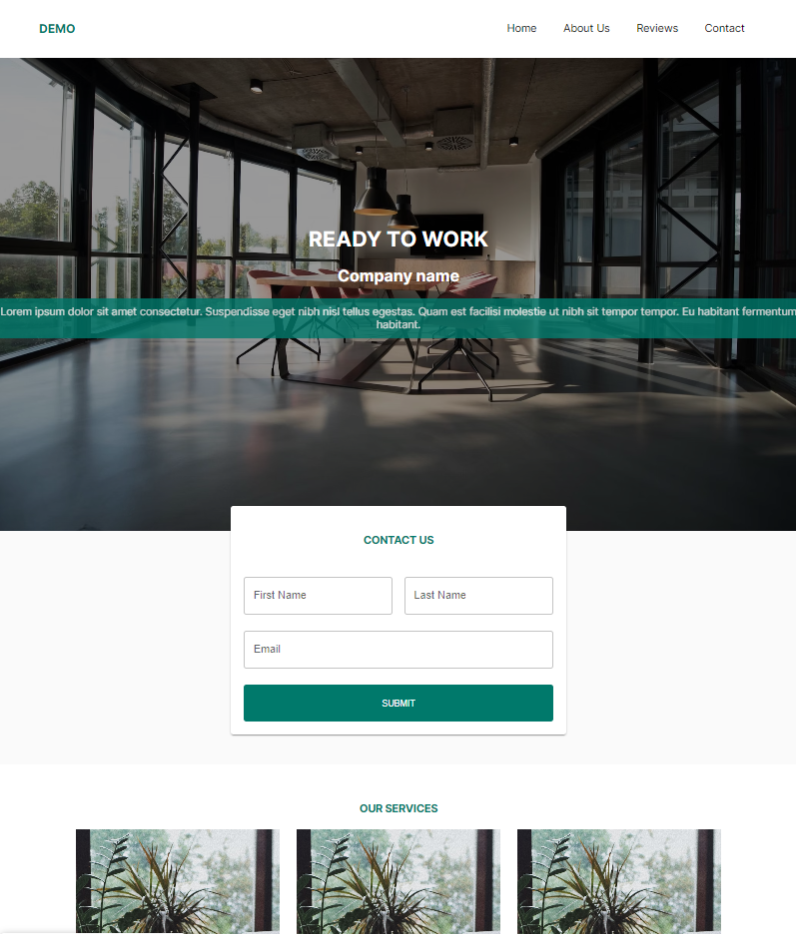 DEMO
Home About Us Reviews Contact
READY TO WORK
Company name
Lorem ipsum dolor sit amet consectetur. Suspendisse eget nibh nisl tellus egestas. Quam est facilisi molestie ut nibh sit tempor tempor. Eu habitant fermentum
habitant.
CONTACT US
First Name Last Name
Email
SUBMIT
OUR SERVICES